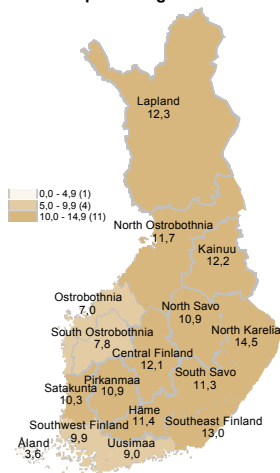 Lapland
12,3
0,0 - 4,9 (1)
5,0 - 9,9 (4)
10,0 - 14,9 (11)
North Ostrobothnia
11,7
Kainuu
12,2
Ostrobothnia
7,0
North Savo
10,9
North Karelia
14,5
South Ostrobothnia
7,8
Central Finland
12,1
South Savo
11,3
Pirkanmaa
10,9
Satakunta
10,3
Häme
11,4
Southeast Finland
13,0
Southwest Finland
9,9
Åland
3,6
Uusimaa
9,0